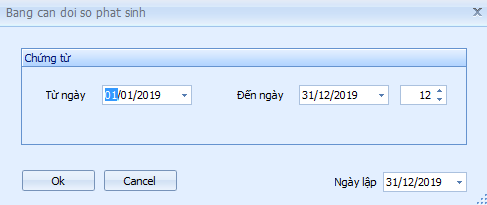 Bang can doi so phat sinh
Chứng từ
Từ ngày 01/01/2019 Đến ngày 31/12/2019 12
Ok Cancel Ngày lập 31/12/2019